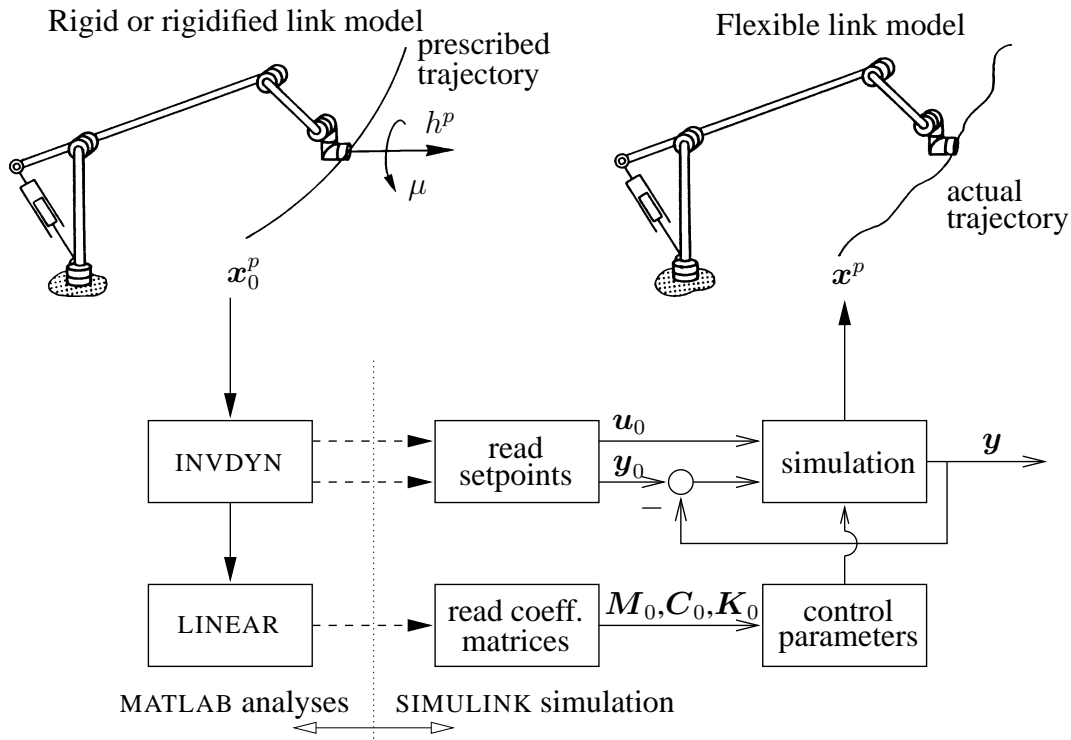 Rigid or rigidified link model
prescribed
trajectory
h^p
μ
x_0^p
Flexible link model
actual
trajectory
x^p
INVDYN
read
setpoints
u_0
y_0
−
simulation
y
LINEAR
read coeff.
matrices
M_0,C_0,K_0
control
parameters
MATLAB analyses
SIMULINK simulation